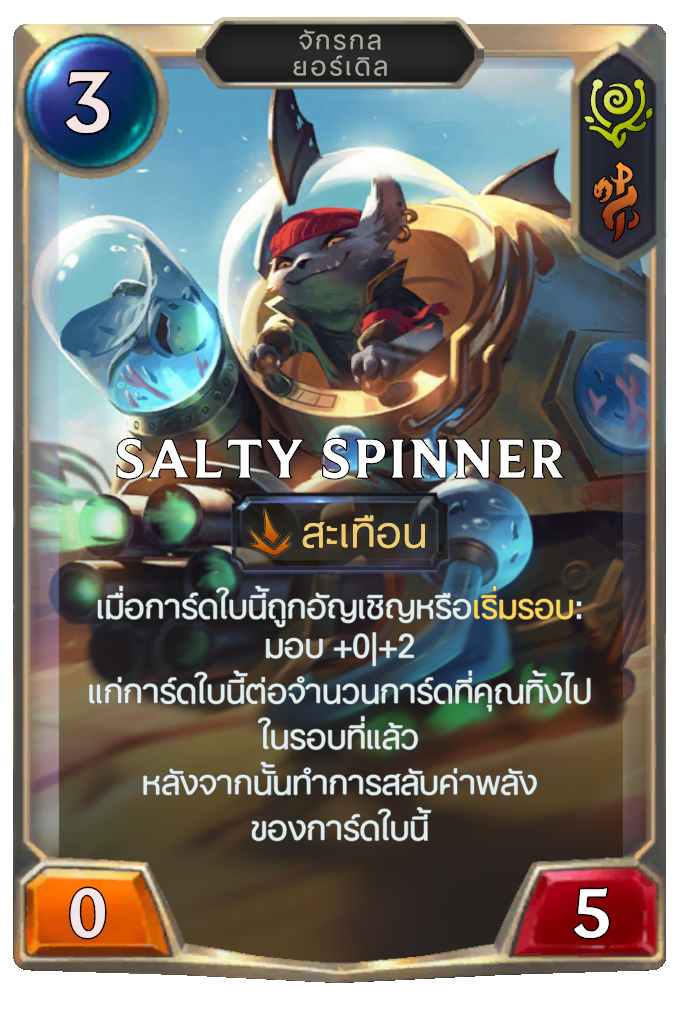 จักรกล
ยอร์เดิล
3
SALTY SPINNER
สะเทือน
เมื่อการ์ดใบนี้ถูกอัญเชิญหรือเริ่มรอบ:
มอบ +0|+2
แก่การ์ดใบนี้ต่อจำนวนการ์ดที่คุณทิ้งไป
ในรอบที่แล้ว
หลังจากนั้นทำการสลับค่าพลัง
ของการ์ดใบนี้
0
5